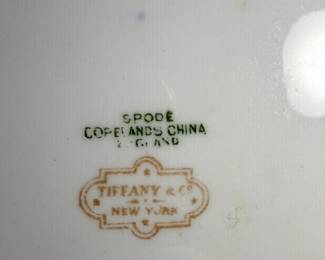 SPODE
COPELANDS CHINA
ENGLAND
TIFFANY & CO
NEW YORK